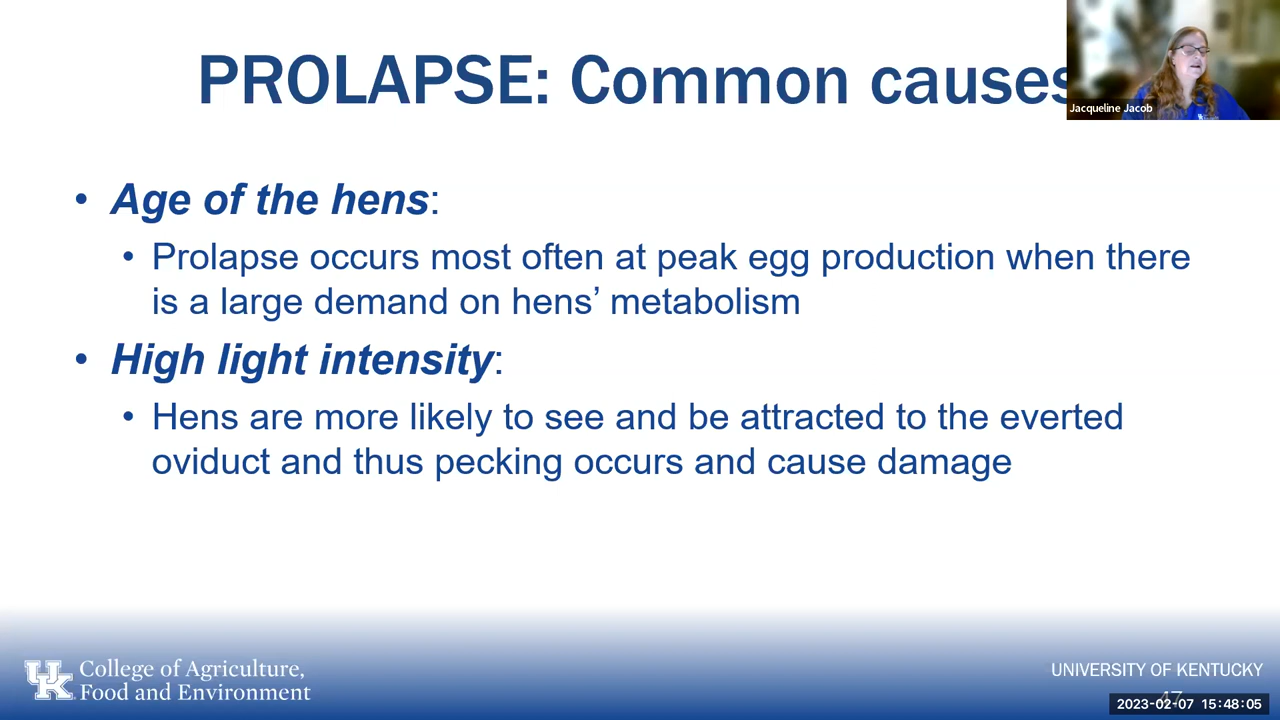 PROLAPSE: Common causes
Jacqueline Jacob
• Age of the hens:
• Prolapse occurs most often at peak egg production when there
is a large demand on hens’ metabolism
• High light intensity:
• Hens are more likely to see and be attracted to the everted
oviduct and thus pecking occurs and cause damage
UK College of Agriculture,
Food and Environment
UNIVERSITY OF KENTUCKY
47
2023-02-07 15:48:05